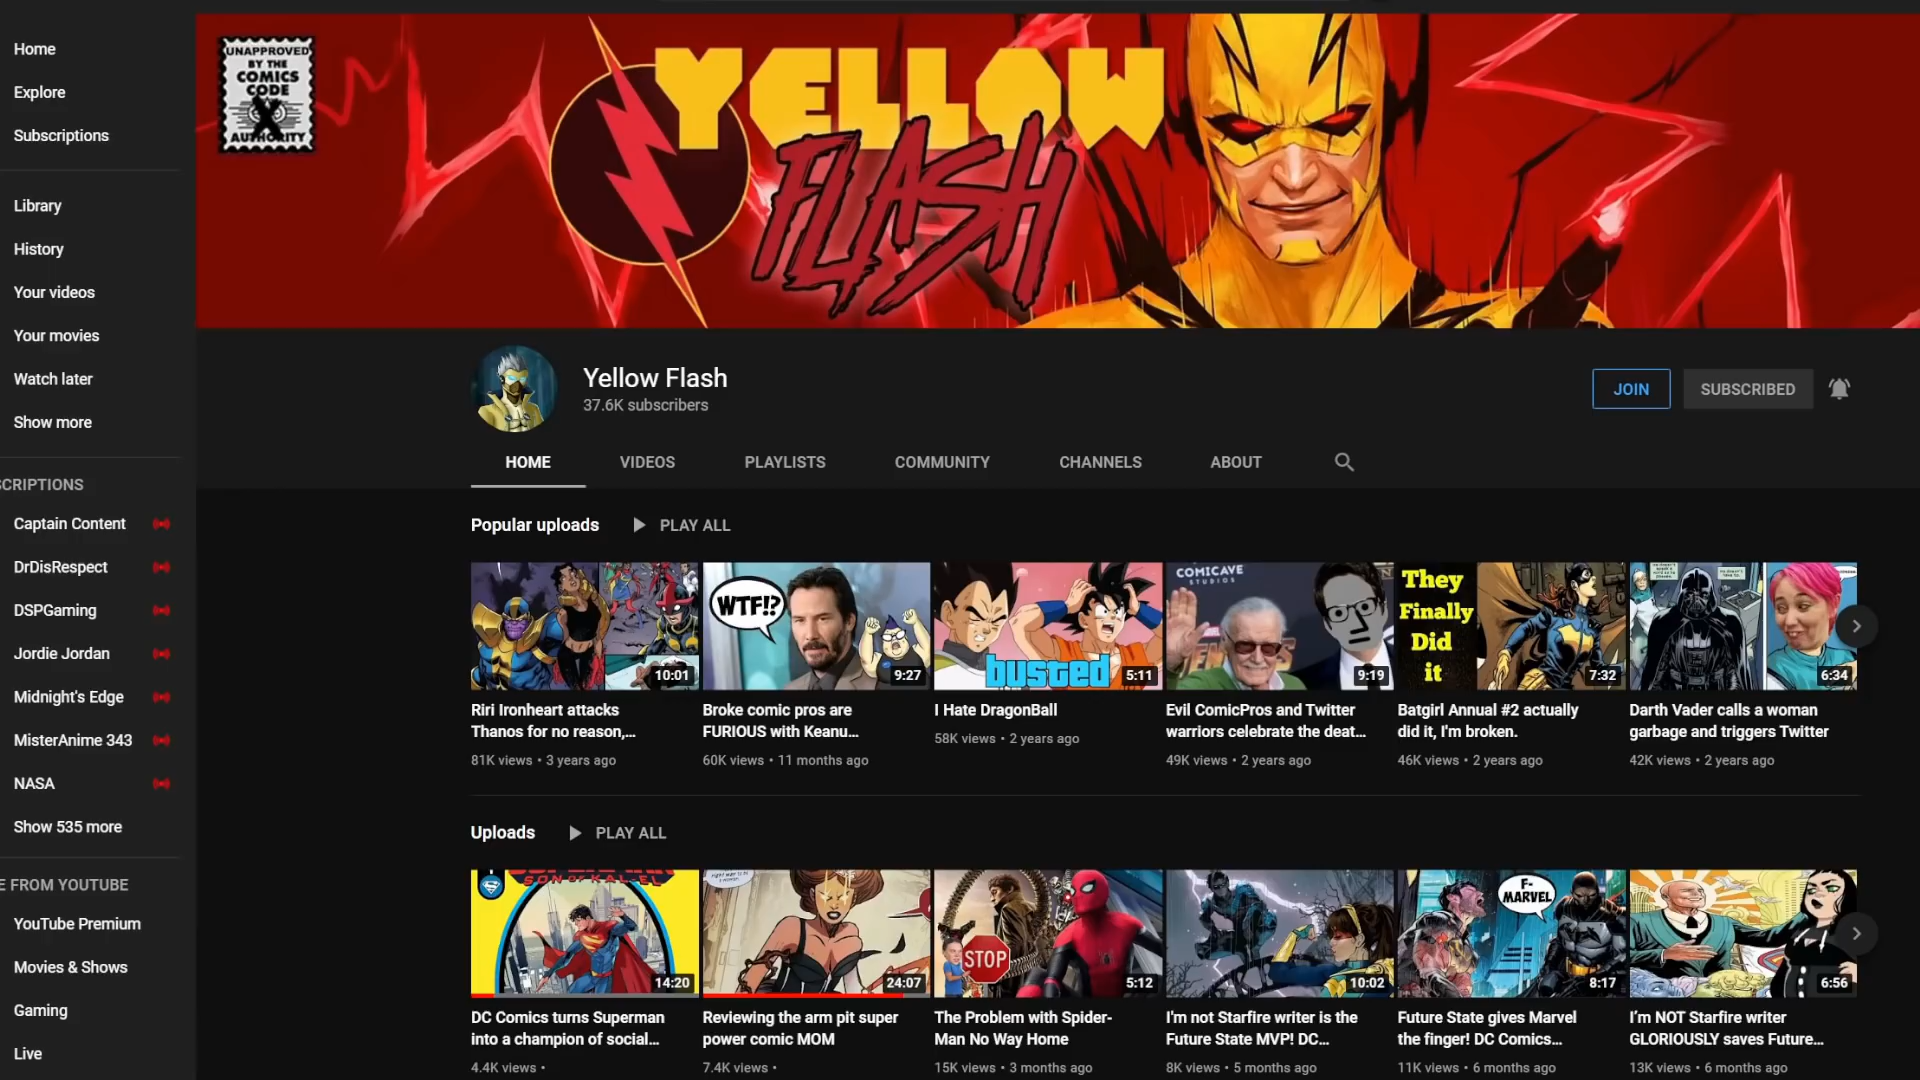 Home
Explore
Subscriptions
Library
History
Your videos
Your movies
Watch later
Show more
SCRIPTIONS
Captain Content
DrDisRespect
DSPGaming
Jordie Jordan
Midnight's Edge
MisterAnime 343
NASA
Show 535 more
E FROM YOUTUBE
YouTube Premium
Movies & Shows
Gaming
Live
UNAPPROVED
BY THE
COMICS
CODE
AUTHORITY
YELLOW
FLASH
Yellow Flash
37.6K subscribers
JOIN
SUBSCRIBED
HOME VIDEOS PLAYLISTS COMMUNITY CHANNELS ABOUT
Popular uploads PLAY ALL
10:01
Riri Ironheart attacks
Thanos for no reason,...
81K views • 3 years ago
WTF!?
9:27
Broke comic pros are
FURIOUS with Keanu...
60K views • 11 months ago
busted
5:11
I Hate DragonBall
58K views • 2 years ago
COMICAVE
STUDIOS
9:19
Evil ComicPros and Twitter
warriors celebrate the deat...
49K views • 2 years ago
They
Finally
Did
it
7:32
Batgirl Annual #2 actually
did it, I'm broken.
46K views • 2 years ago
6:34
Darth Vader calls a woman
garbage and triggers Twitter
42K views • 2 years ago
Uploads PLAY ALL
SON OF KAL-EL
14:20
DC Comics turns Superman
into a champion of social...
4.4K views •
24:07
Reviewing the arm pit super
power comic MOM
7.4K views •
STOP
5:12
The Problem with Spider-
Man No Way Home
15K views • 3 months ago
10:02
I'm not Starfire writer is the
Future State MVP! DC...
8K views • 5 months ago
F-
MARVEL
8:17
Future State gives Marvel
the finger! DC Comics...
11K views • 6 months ago
6:56
I'm NOT Starfire writer
GLORIOUSLY saves Future...
13K views • 6 months ago